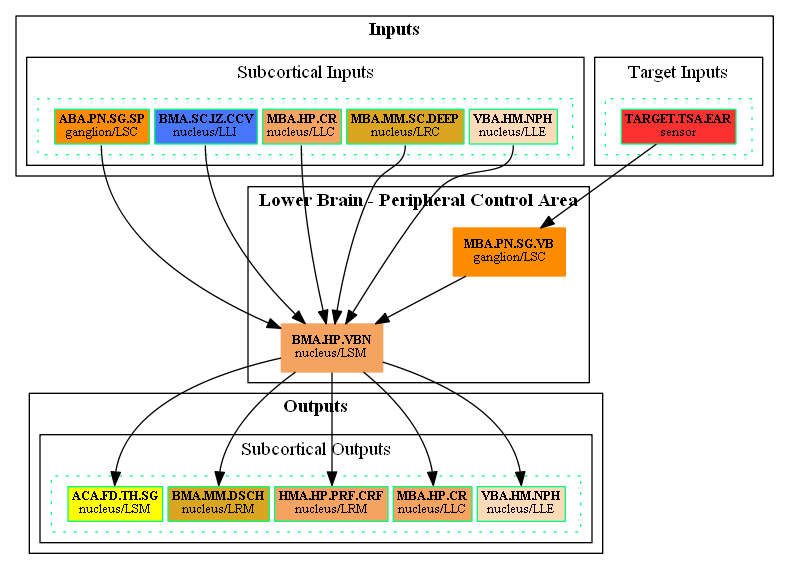 Inputs
Subcortical Inputs
Target Inputs
ABA.PN.SG.SP
ganglion/LSC
BMA.SC.IZ.CCV
nucleus/LLI
MBA.HP.CR
nucleus/LLC
MBA.MM.SC.DEEP
nucleus/LRC
VBA.HM.NPH
nucleus/LLE
TARGET.TSA.EAR
sensor
Lower Brain - Peripheral Control Area
MBA.PN.SG.VB
ganglion/LSC
BMA.HP.VBN
nucleus/LSM
Outputs
Subcortical Outputs
ACA.FD.TH.SG
nucleus/LSM
BMA.MM.DSCH
nucleus/LRM
HMA.HP.PRF.CRF
nucleus/LRM
MBA.HP.CR
nucleus/LLC
VBA.HM.NPH
nucleus/LLE